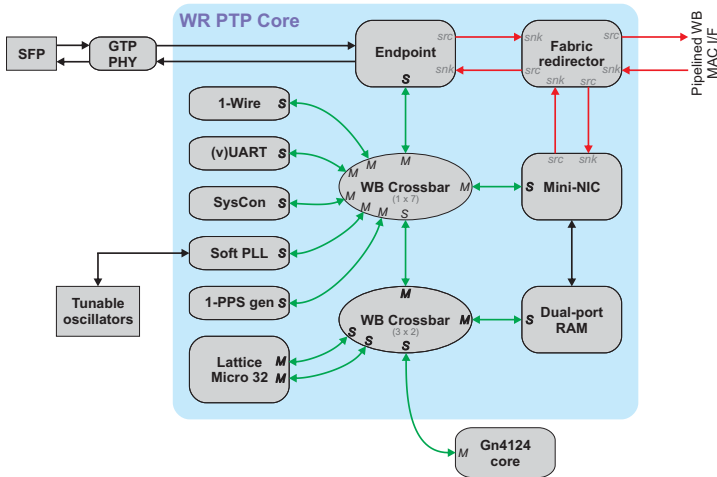 WR PTP Core
SFP
GTP
PHY
Endpoint
src
snk
snk
src
S
Fabric
redirector
src
snk
snk
src
Pipelined WB
MAC I/F
1-Wire
S
(v)UART
S
SysCon
S
Soft PLL
S
1-PPS gen
S
M
M
M
M
M
M
M
S
WB Crossbar
(1 x 7)
src
snk
S
Mini-NIC
Tunable
oscillators
M
WB Crossbar
(3 x 2)
M
S
S
S
S
Dual-port
RAM
Lattice
Micro 32
M
M
M
Gn4124
core